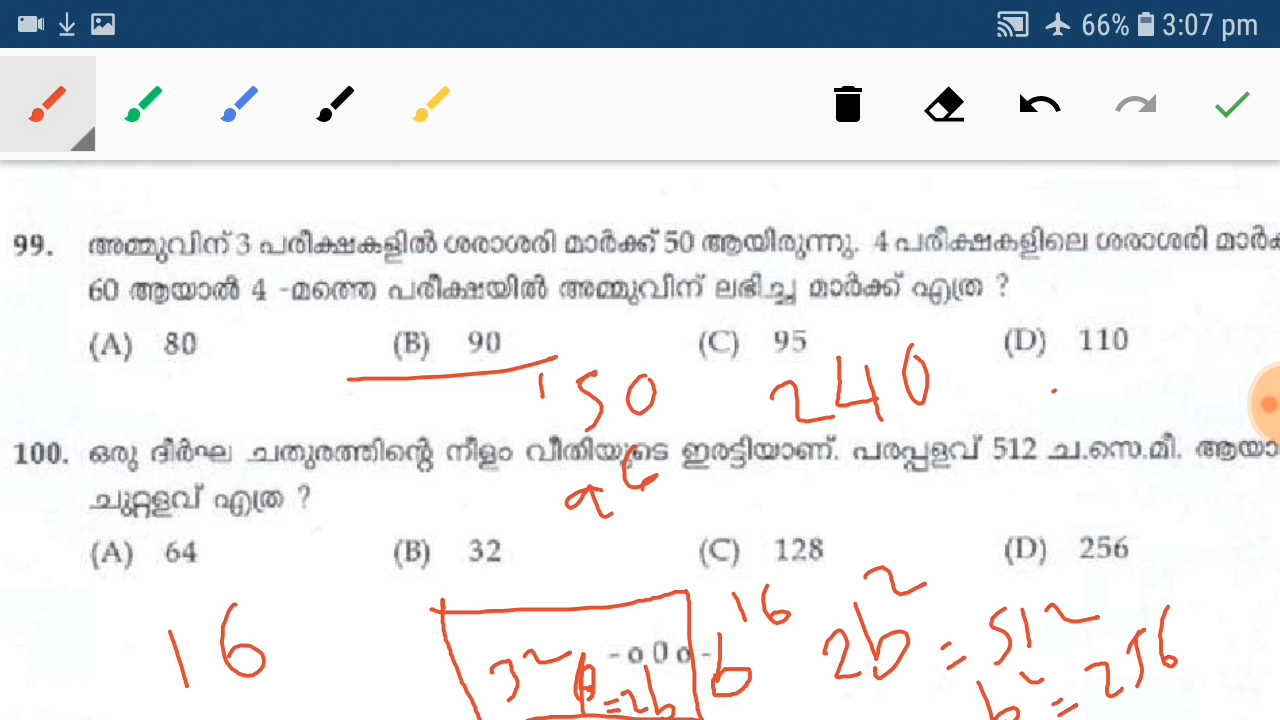 66% 3:07 pm
99. അമ്മുവിന് 3 പരീക്ഷകളിൽ ശരാശരി മാർക്ക് 50 ആയിരുന്നു. 4 പരീക്ഷകളിലെ ശരാശരി മാർക്
60 ആയാൽ 4 -മത്തെ പരീക്ഷയിൽ അമ്മുവിന് ലഭിച്ച മാർക്ക് എത്ര ?
(A) 80 (B) 90 (C) 95 (D) 110
150 240
100. ഒരു ദീർഘ ചതുരത്തിന്റെ നീളം വീതിയുടെ ഇരട്ടിയാണ്. പരപ്പളവ് 512 ച.സെ.മീ. ആയാ
ചുറ്റളവ് എത്ര ?
(A) 64 (B) 32 (C) 128 (D) 256
16 32 =2b - o 0 o - b 16 2b² = 512
b² = 256